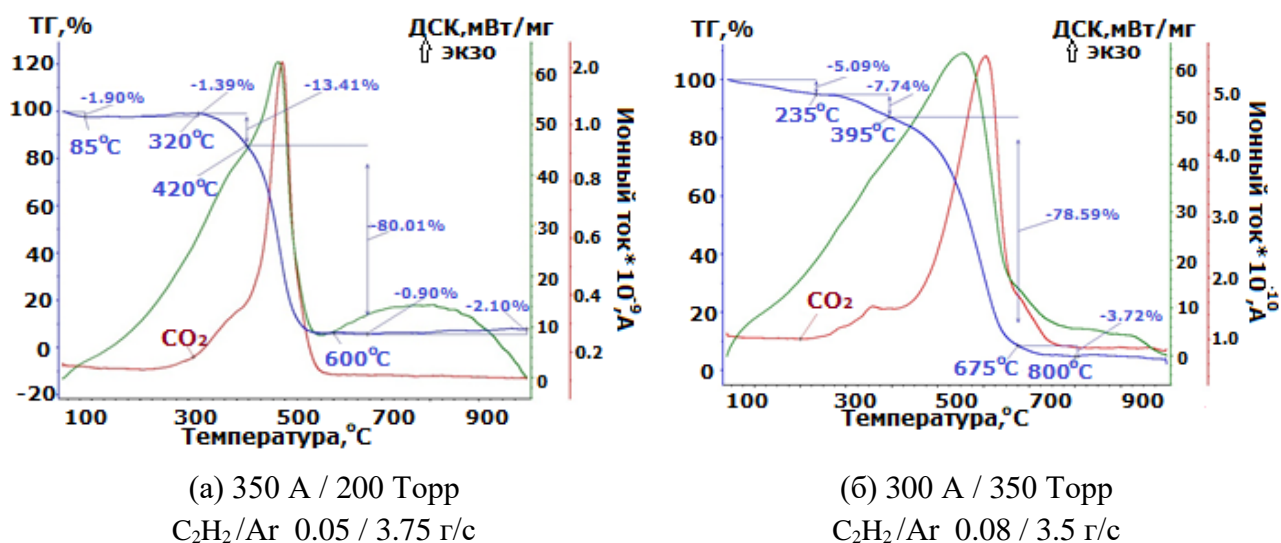 ТГ,%
ДСК,мВт/мг
⇧ экзо
120
100
80
60
40
20
0
-20
-1.90%
-1.39%
-13.41%
85°C
320°C
420°C
-80.01%
-0.90%
-2.10%
CO₂
600°C
60
50
40
30
20
10
0
2.0
1.0
0.8
0.6
0.4
0.2
Ионный ток*10⁻⁹,А
100 300 500 700 900
Температура,°С
(а) 350 А / 200 Торр
C₂H₂/Ar 0.05 / 3.75 г/с
ТГ,%
ДСК,мВт/мг
⇧ экзо
100
80
60
40
20
0
-5.09%
-7.74%
235°C
395°C
-78.59%
CO₂
-3.72%
675°C
800°C
60
50
40
30
20
10
0
5.0
4.0
3.0
2.0
1.0
Ионный ток*10⁻¹⁰,А
100 300 500 700 900
Температура,°С
(б) 300 А / 350 Торр
C₂H₂/Ar 0.08 / 3.5 г/с